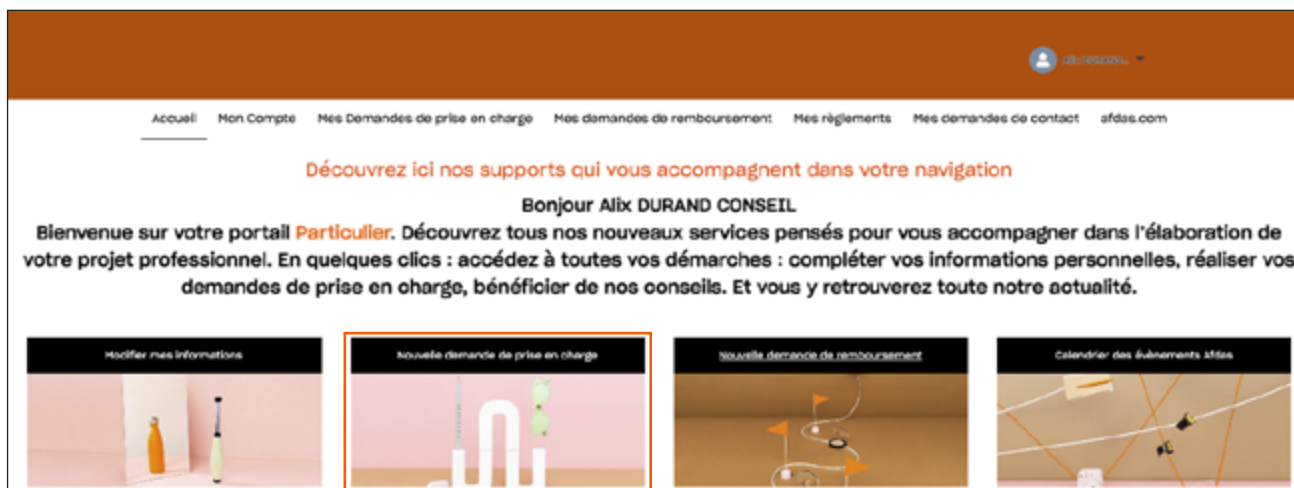 Alix DURAND...
Accueil Mon Compte Mes Demandes de prise en charge Mes demandes de remboursement Mes règlements Mes demandes de contact afdas.com
Découvrez ici nos supports qui vous accompagnent dans votre navigation
Bonjour Alix DURAND CONSEIL
Bienvenue sur votre portail Particulier. Découvrez tous nos nouveaux services pensés pour vous accompagner dans l'élaboration de
votre projet professionnel. En quelques clics : accédez à toutes vos démarches : compléter vos informations personnelles, réaliser vos
demandes de prise en charge, bénéficier de nos conseils. Et vous y retrouverez toute notre actualité.
Modifier mes informations
Nouvelle demande de prise en charge
Nouvelle demande de remboursement
Calendrier des évènements Afdas